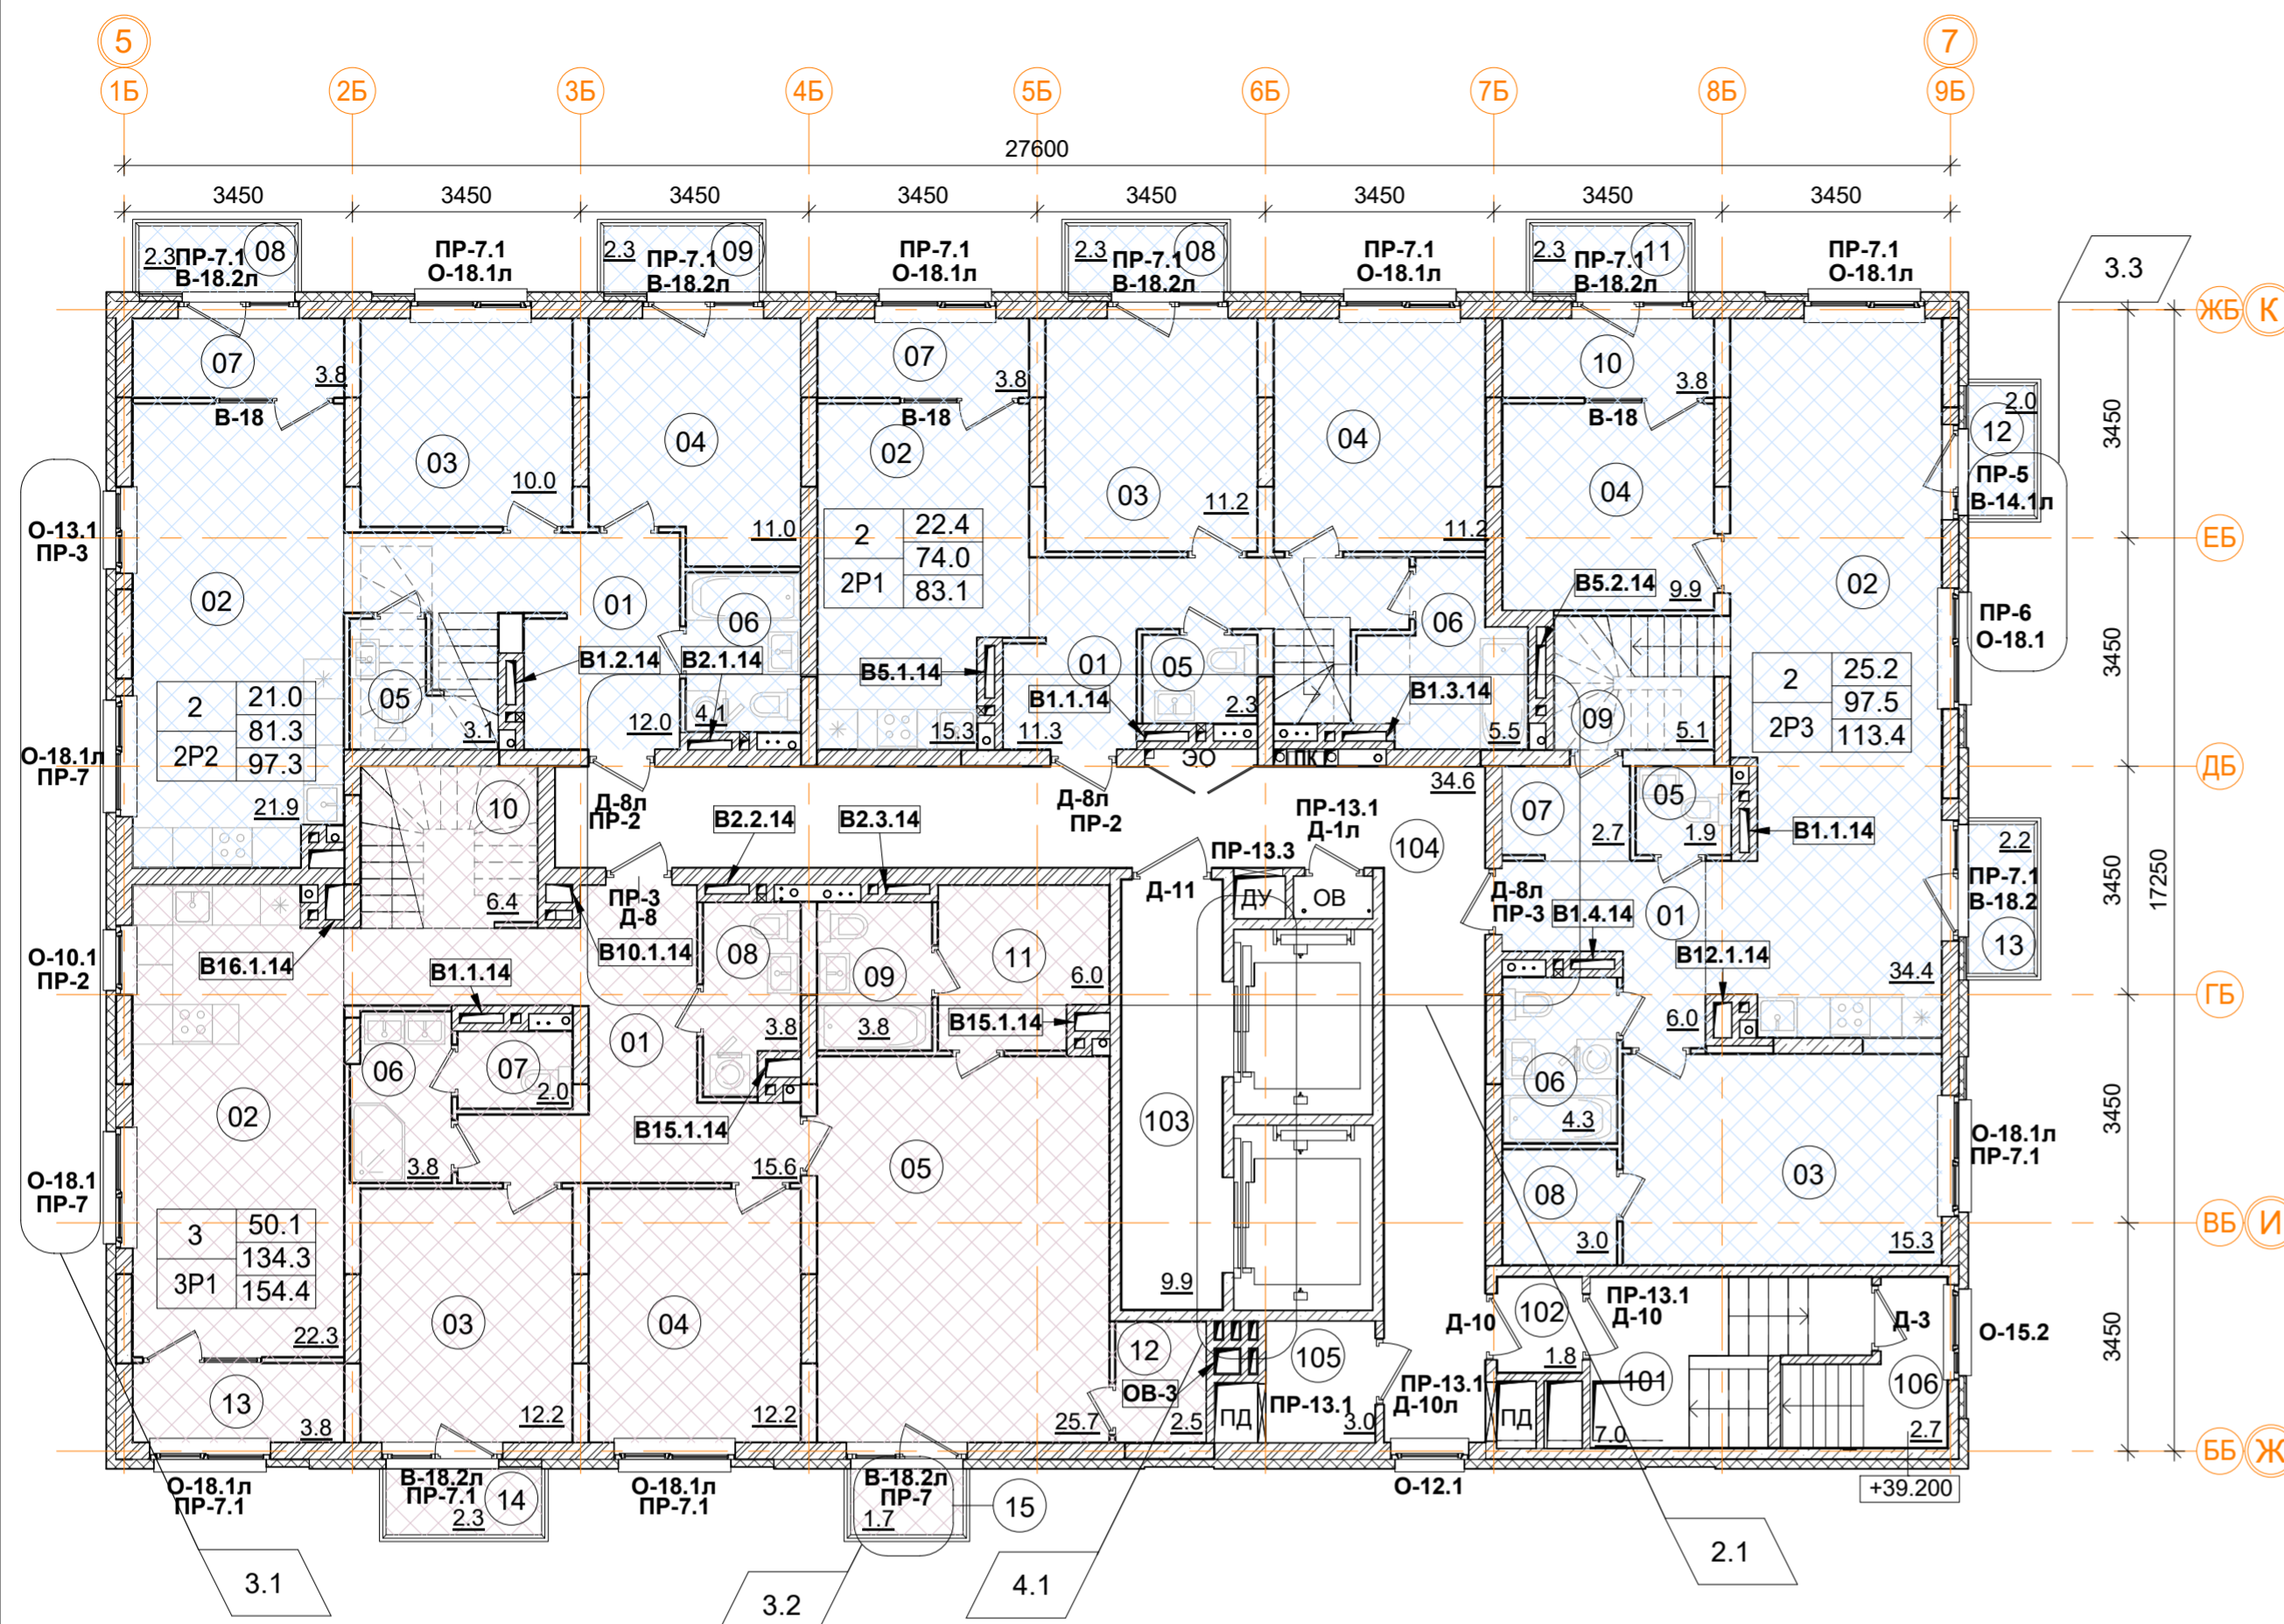 5
7
1Б
2Б
3Б
4Б
5Б
6Б
7Б
8Б
9Б
27600
3450
3450
3450
3450
3450
3450
3450
3450
2.3
08
ПР-7.1
В-18.2л
ПР-7.1
О-18.1л
2.3
09
ПР-7.1
В-18.2л
ПР-7.1
О-18.1л
2.3
08
ПР-7.1
В-18.2л
ПР-7.1
О-18.1л
2.3
11
ПР-7.1
В-18.2л
ПР-7.1
О-18.1л
3.3
ЖБ
К
07
3.8
В-18
03
10.0
04
11.0
07
3.8
В-18
02
03
11.2
04
11.2
10
3.8
В-18
04
9.9
2.0
12
ПР-5
В-14.1л
3450
О-13.1
ПР-3
02
2
22.4
74.0
2Р1
83.1
ЕБ
01
06
В5.2.14
06
02
ПР-6
О-18.1
3450
05
В1.2.14
В2.1.14
В5.1.14
01
05
В1.1.14
В1.3.14
09
2
25.2
97.5
2Р3
113.4
2
21.0
81.3
2Р2
97.3
3.1
12.0
4.1
15.3
11.3
2.3
5.5
5.1
О-18.1л
ПР-7
21.9
ЭО
ПК
34.6
ДБ
10
Д-8л
ПР-2
В2.2.14
В2.3.14
Д-8л
ПР-2
ПР-13.1
Д-1л
104
07
2.7
05
1.9
В1.1.14
2.2
ПР-7.1
В-18.2
13
3450
17250
ПР-13.3
6.4
ПР-3
Д-8
Д-11
ДУ
ОВ
Д-8л
ПР-3
В1.4.14
01
В12.1.14
34.4
О-10.1
ПР-2
В16.1.14
В1.1.14
В10.1.14
08
09
11
6.0
ГБ
01
3.8
3.8
В15.1.14
6.0
06
07
2.0
В15.1.14
02
103
06
4.3
3450
О-18.1л
ПР-7.1
3.8
15.6
05
08
3.0
03
15.3
О-18.1
ПР-7
3
50.1
134.3
3Р1
154.4
ВБ
И
9.9
03
04
12
105
Д-10
102
ПР-13.1
Д-10
Д-3
О-15.2
3450
22.3
1.8
13
3.8
12.2
12.2
25.7
2.5
ОВ-3
ПД
ПР-13.1
3.0
ПР-13.1
Д-10л
ПД
101
7.0
106
2.7
ББ
Ж
О-18.1л
ПР-7.1
В-18.2л
ПР-7.1
14
2.3
О-18.1л
ПР-7.1
В-18.2л
ПР-7
1.7
15
О-12.1
+39.200
3.1
3.2
4.1
2.1